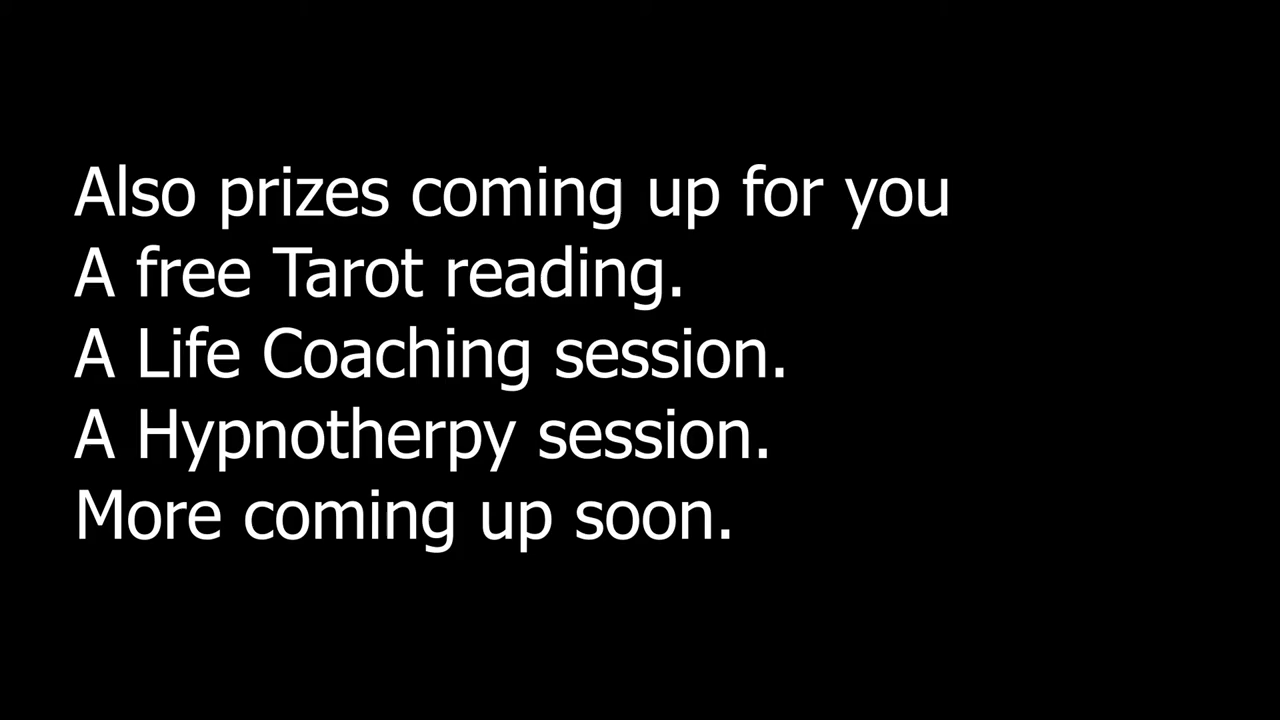 Also prizes coming up for you
A free Tarot reading.
A Life Coaching session.
A Hypnotherpy session.
More coming up soon.